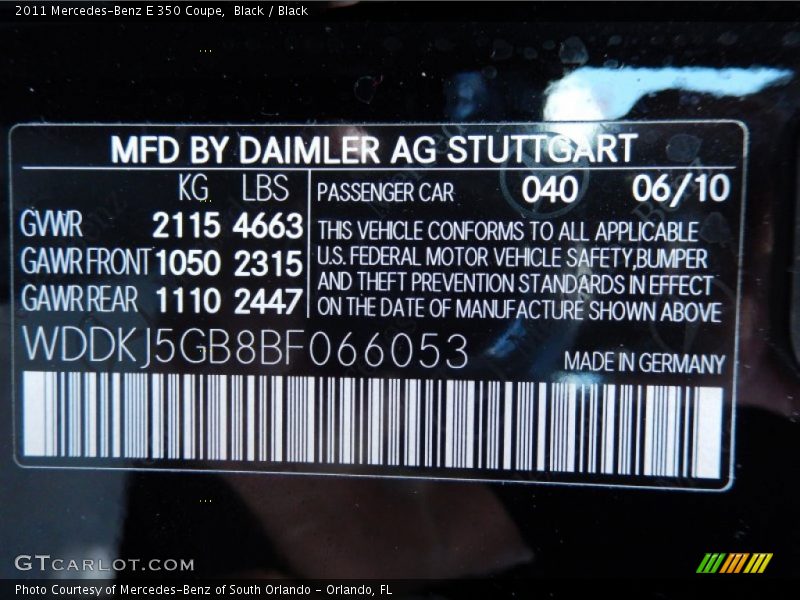 2011 Mercedes-Benz E 350 Coupe,  Black / Black
MFD BY DAIMLER AG STUTTGART
KG LBS
GVWR 2115 4663
GAWR FRONT 1050 2315
GAWR REAR 1110 2447
PASSENGER CAR 040 06/10
THIS VEHICLE CONFORMS TO ALL APPLICABLE
U.S. FEDERAL MOTOR VEHICLE SAFETY,BUMPER
AND THEFT PREVENTION STANDARDS IN EFFECT
ON THE DATE OF MANUFACTURE SHOWN ABOVE
WDDKJ5GB8BF066053
MADE IN GERMANY
GTCARLOT.COM
Photo Courtesy of Mercedes-Benz of South Orlando - Orlando, FL